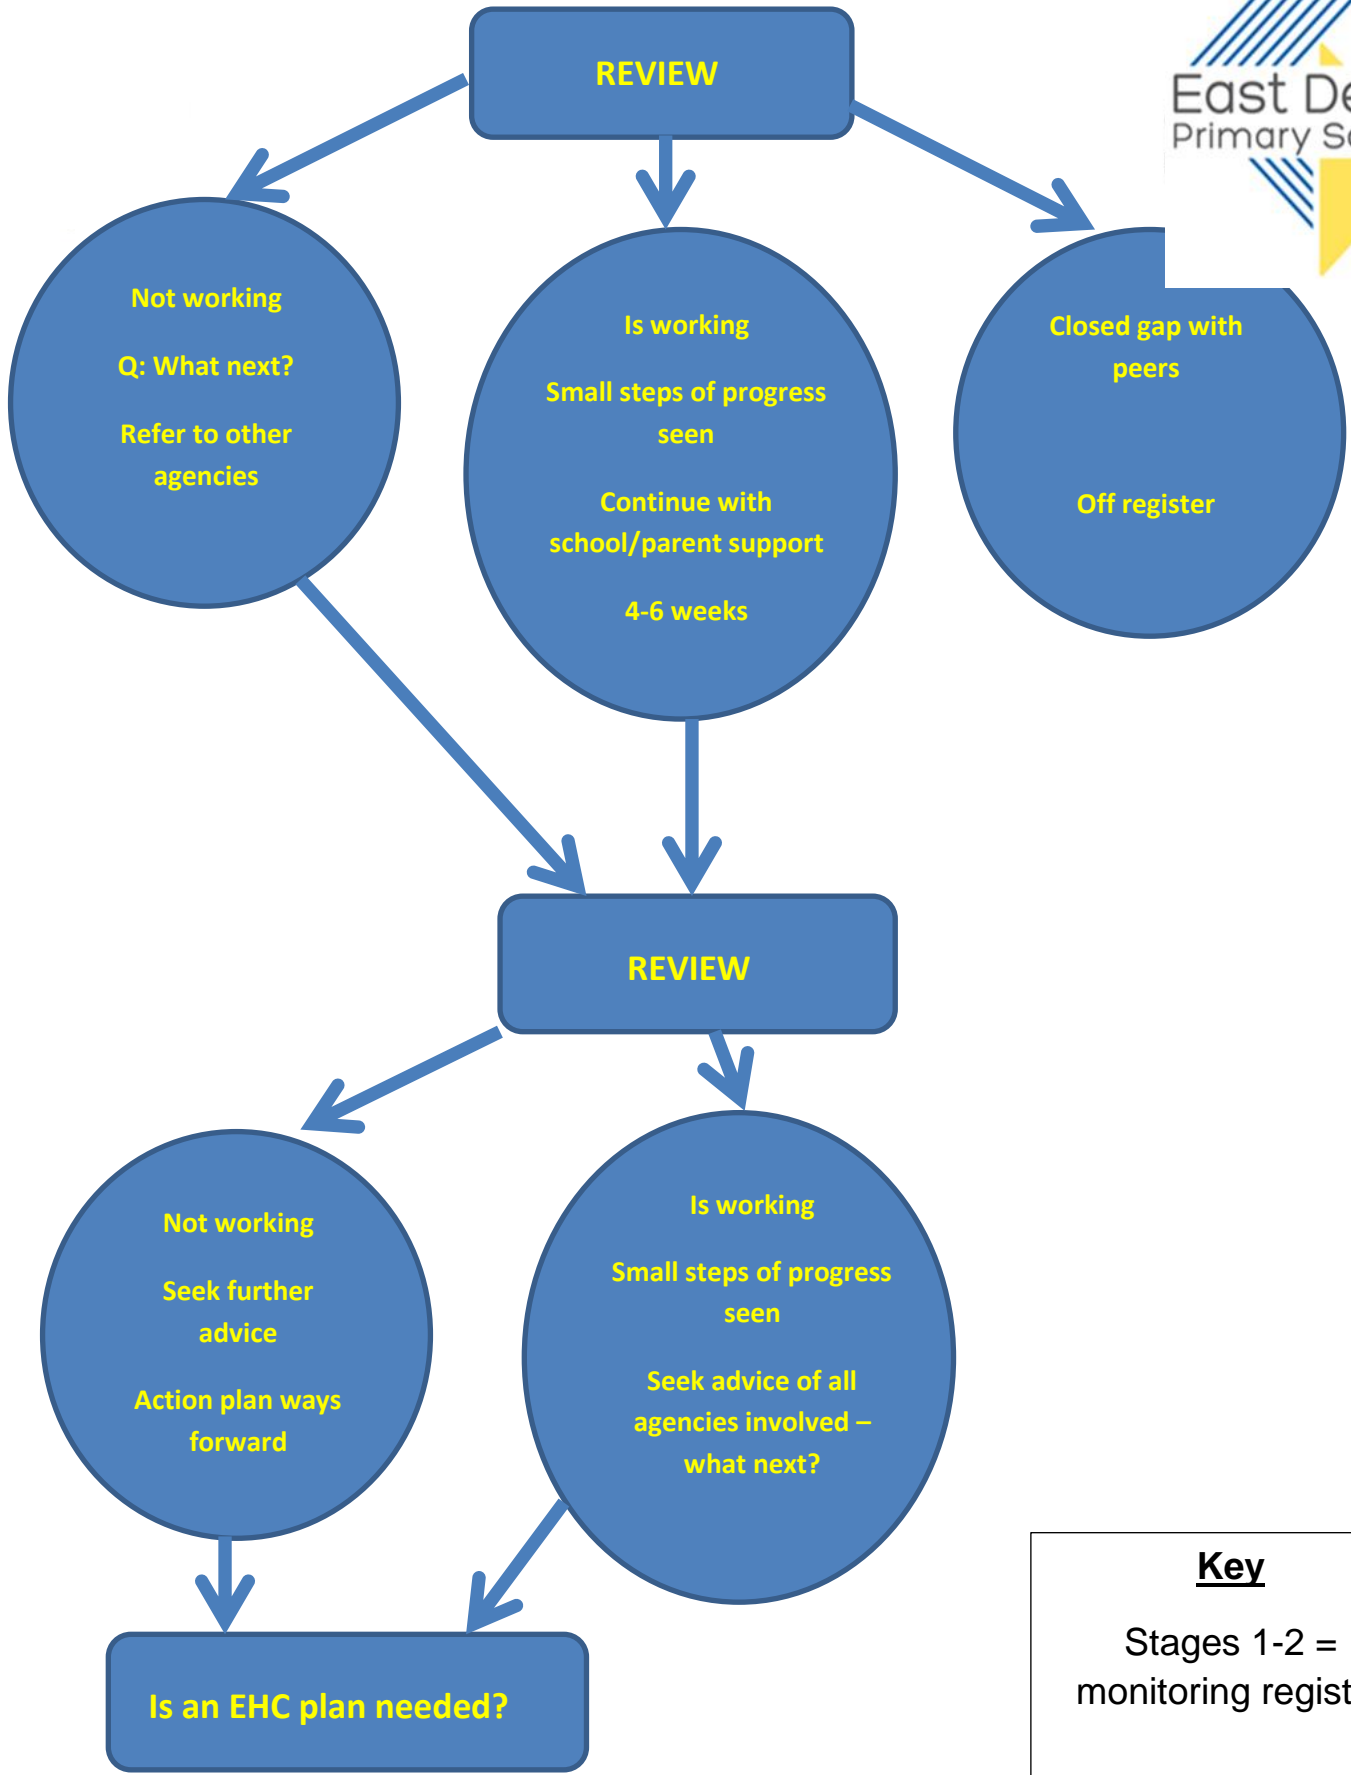 REVIEW
East De
Primary Sc
Not working
Q: What next?
Refer to other
agencies
Is working
Small steps of progress
seen
Continue with
school/parent support
4-6 weeks
Closed gap with
peers
Off register
REVIEW
Not working
Seek further
advice
Action plan ways
forward
Is working
Small steps of progress
seen
Seek advice of all
agencies involved –
what next?
Is an EHC plan needed?
Key
Stages 1-2 =
monitoring regist